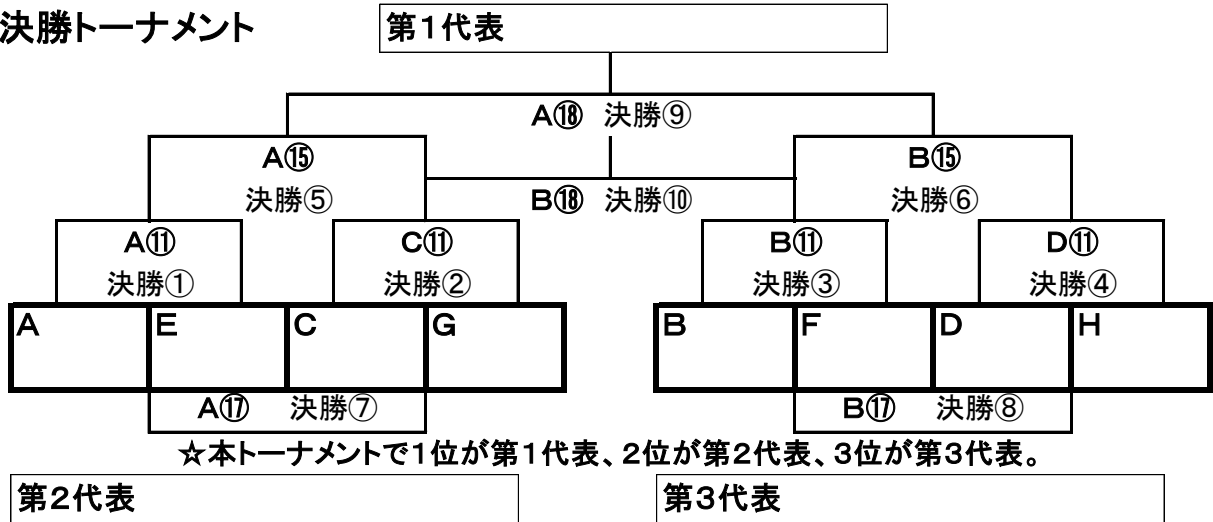 決勝トーナメント
第1代表
A⑱ 決勝⑨
A⑮
B⑮
決勝⑤
B⑱ 決勝⑩
決勝⑥
A⑪
C⑪
B⑪
D⑪
決勝①
決勝②
決勝③
決勝④
A E C G B F D H
A⑰ 決勝⑦
B⑰ 決勝⑧
☆本トーナメントで1位が第1代表、2位が第2代表、3位が第3代表。
第2代表
第3代表